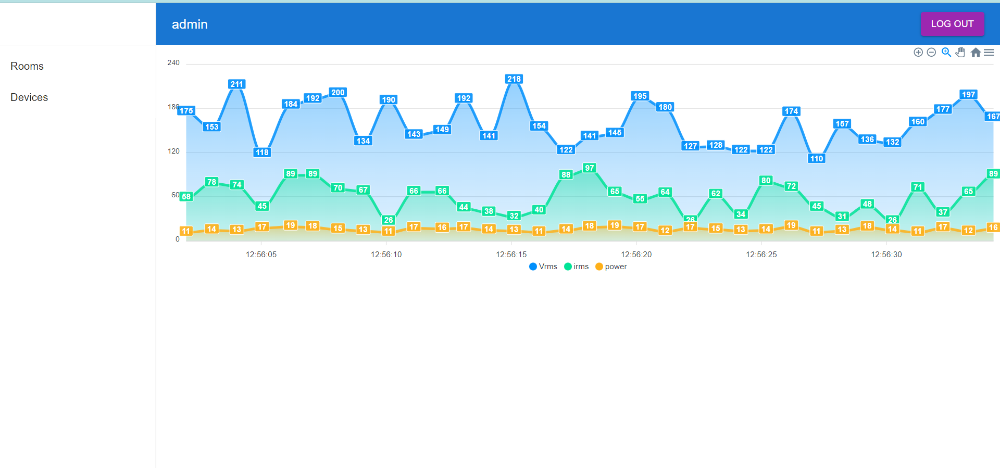 admin
LOG OUT
Rooms
Devices
240
180
120
60
0
175 153 211 118 184 192 200 134 190 143 149 192 141 218 154 122 141 145 195 180 127 128 122 122 174 110 157 136 132 160 177 197 167
58 78 74 45 89 89 70 67 26 66 66 44 38 32 40 88 97 65 55 64 26 62 34 80 72 45 31 48 26 71 37 65 89
11 14 13 17 19 18 15 13 11 17 16 17 14 13 11 14 18 19 17 12 17 15 13 14 19 11 13 18 14 11 17 12 16
12:56:05 12:56:10 12:56:15 12:56:20 12:56:25 12:56:30
Vrms irms power